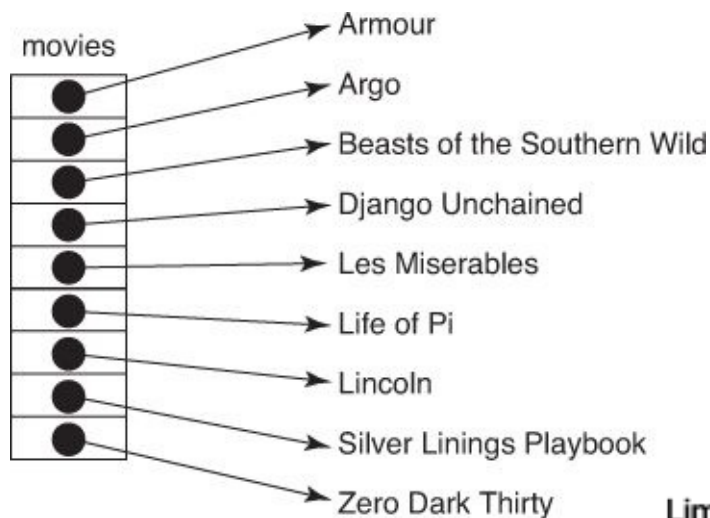 movies
Armour
Argo
Beasts of the Southern Wild
Django Unchained
Les Miserables
Life of Pi
Lincoln
Silver Linings Playbook
Zero Dark Thirty